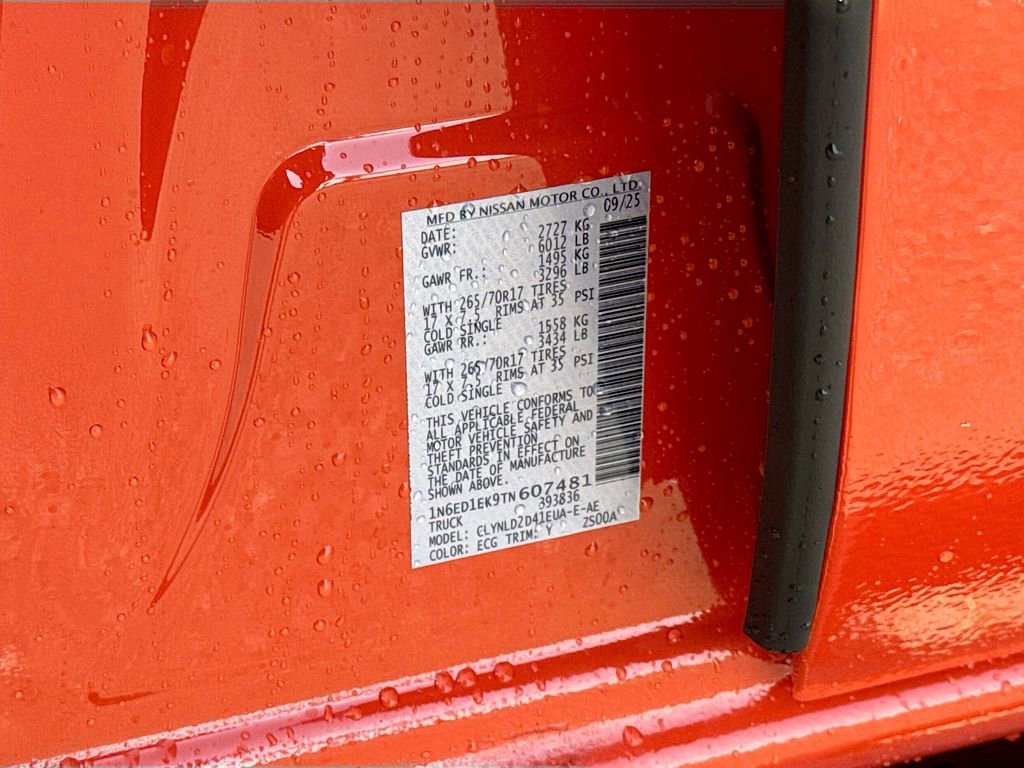 MFD BY NISSAN MOTOR CO., LTD.
DATE: 09/25
GVWR: 2727 KG
6012 LB
GAWR FR.: 1495 KG
3296 LB
WITH 265/70R17 TIRES
17 X 7.5 RIMS AT 35 PSI
COLD SINGLE
GAWR RR.: 1558 KG
3434 LB
WITH 265/70R17 TIRES
17 X 7.5 RIMS AT 35 PSI
COLD SINGLE
THIS VEHICLE CONFORMS TO
ALL APPLICABLE FEDERAL
MOTOR VEHICLE SAFETY AND
THEFT PREVENTION
STANDARDS IN EFFECT ON
THE DATE OF MANUFACTURE
SHOWN ABOVE.
1N6ED1EK9TN607481
TRUCK 393836
MODEL: CLYNLD2D41EUA-E-AE
COLOR: ECG TRIM: Y 2S00A